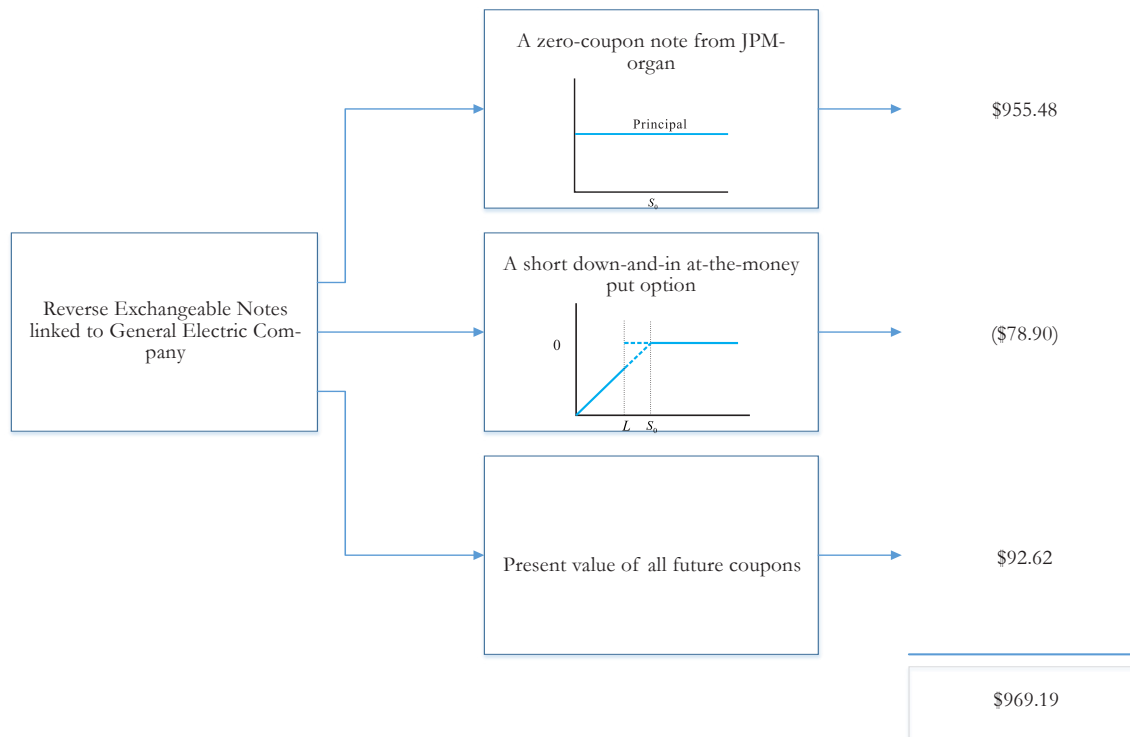 Reverse Exchangeable Notes
linked to General Electric Com-
pany
A zero-coupon note from JPM-
organ
Principal
S₀
$955.48
A short down-and-in at-the-money
put option
0
L S₀
($78.90)
Present value of all future coupons
$92.62
$969.19